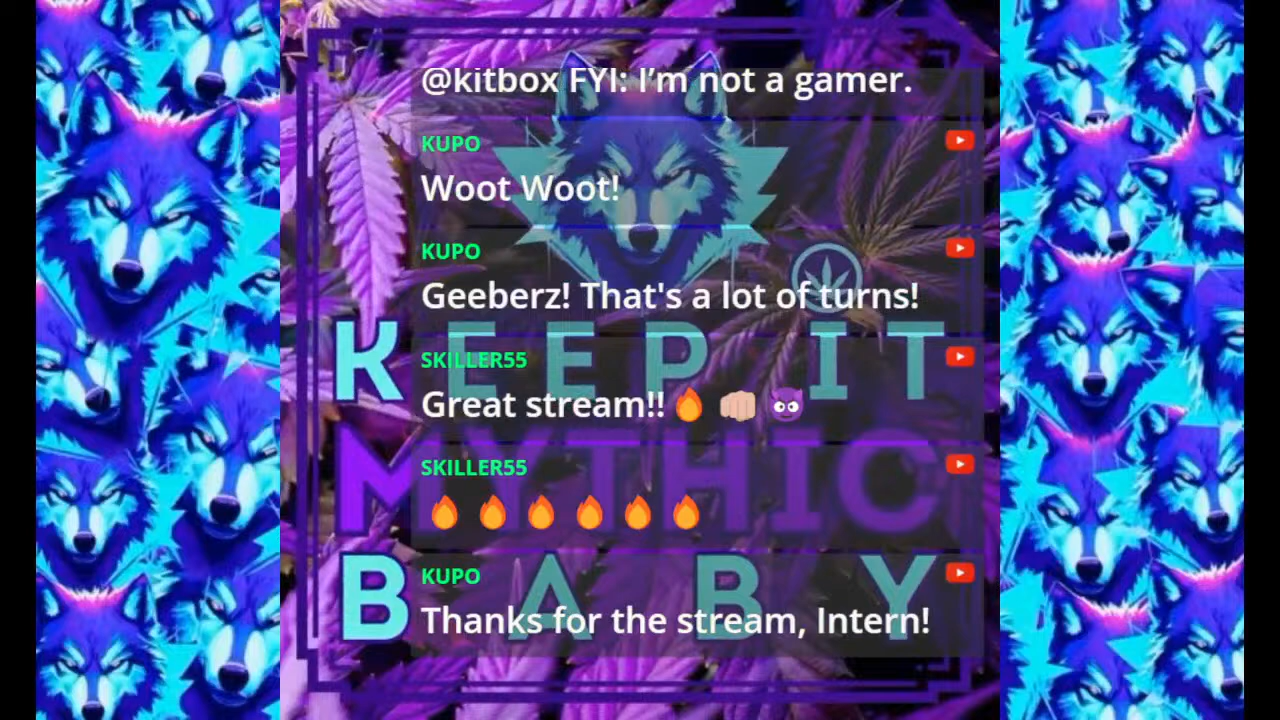 @kitbox FYI: I’m not a gamer.
KUPO
Woot Woot!
KUPO
Geeberz! That's a lot of turns!
KEEP IT
SKILLER55
Great stream!!🔥 👊🏼 😈
MYTHIC
SKILLER55
🔥 🔥 🔥 🔥 🔥 🔥
BABY
KUPO
Thanks for the stream, Intern!